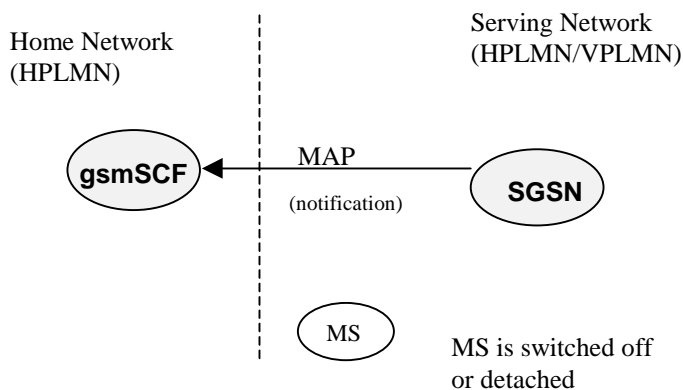 Home Network
(HPLMN)
Serving Network
(HPLMN/VPLMN)
gsmSCF
MAP
(notification)
SGSN
MS
MS is switched off
or detached